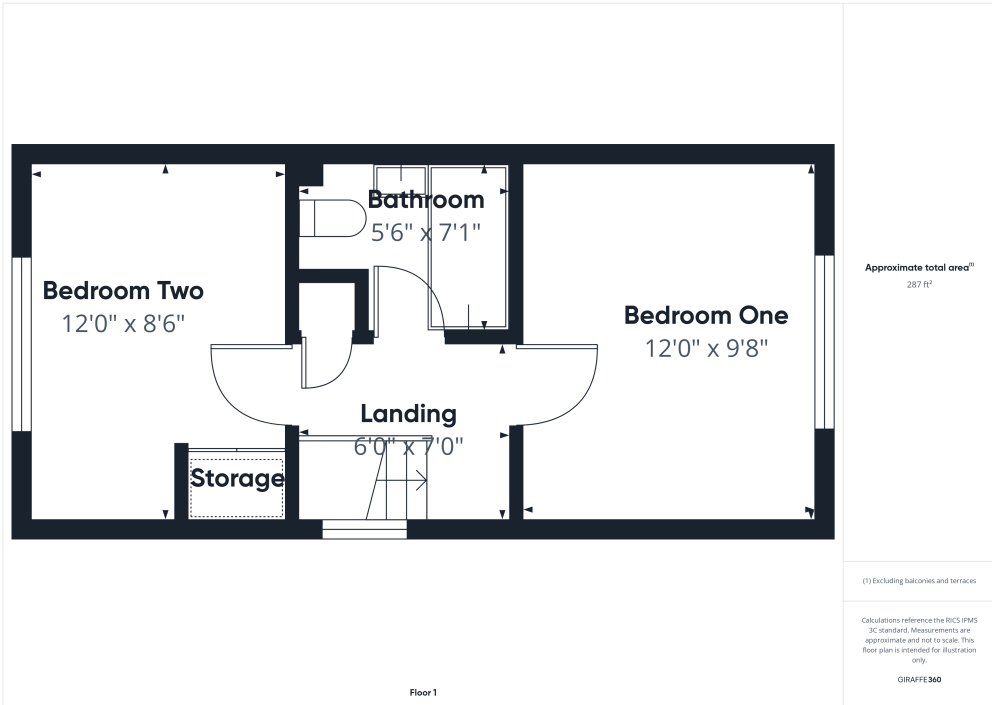 Bathroom
5'6" x 7'1"
Bedroom Two
12'0" x 8'6"
Bedroom One
12'0" x 9'8"
Landing
6'0" x 7'0"
Storage
Floor 1
Approximate total area(1)
287 ft²
(1) Excluding balconies and terraces
Calculations reference the RICS IPMS
3C standard. Measurements are
approximate and not to scale. This
floor plan is intended for illustration
only.
GIRAFFE360